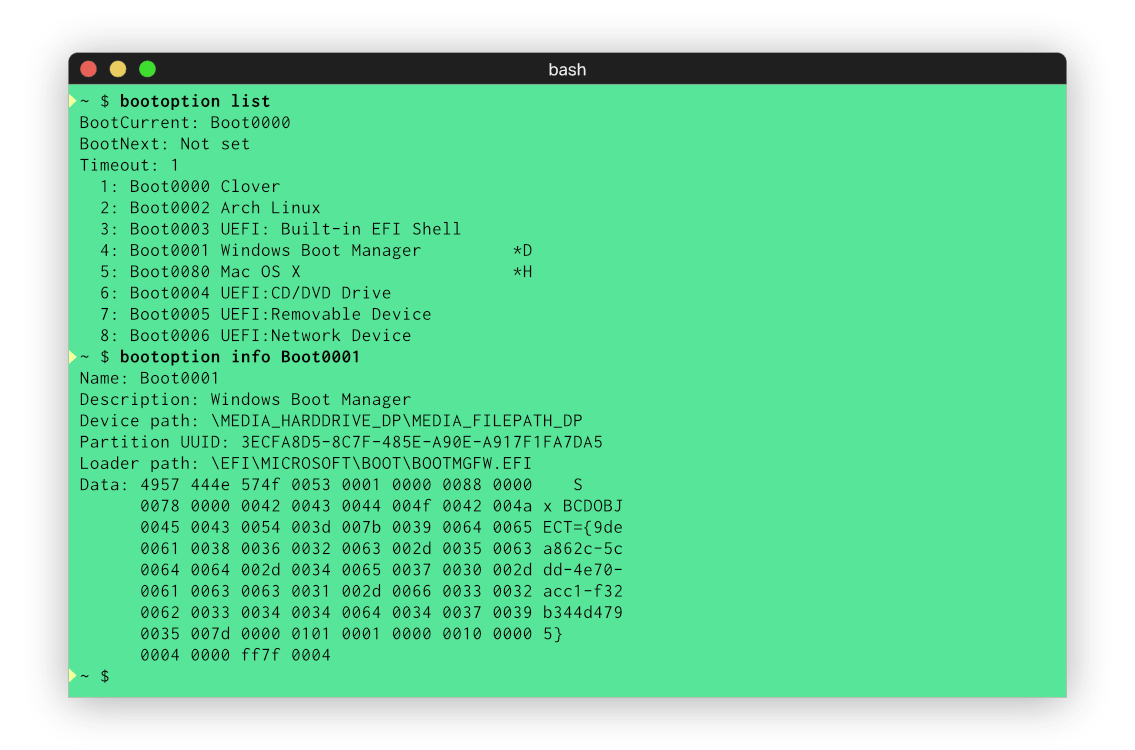 bash
~ $ bootoption list
BootCurrent: Boot0000
BootNext: Not set
Timeout: 1
  1: Boot0000 Clover
  2: Boot0002 Arch Linux
  3: Boot0003 UEFI: Built-in EFI Shell
  4: Boot0001 Windows Boot Manager         *D
  5: Boot0080 Mac OS X                     *H
  6: Boot0004 UEFI:CD/DVD Drive
  7: Boot0005 UEFI:Removable Device
  8: Boot0006 UEFI:Network Device
~ $ bootoption info Boot0001
Name: Boot0001
Description: Windows Boot Manager
Device path: \MEDIA_HARDDRIVE_DP\MEDIA_FILEPATH_DP
Partition UUID: 3ECFA8D5-8C7F-485E-A90E-A917F1FA7DA5
Loader path: \EFI\MICROSOFT\BOOT\BOOTMGFW.EFI
Data: 4957 444e 574f 0053 0001 0000 0088 0000    S
      0078 0000 0042 0043 0044 004f 0042 004a x BCDOBJ
      0045 0043 0054 003d 007b 0039 0064 0065 ECT={9de
      0061 0038 0036 0032 0063 002d 0035 0063 a862c-5c
      0064 0064 002d 0034 0065 0037 0030 002d dd-4e70-
      0061 0063 0063 0031 002d 0066 0033 0032 acc1-f32
      0062 0033 0034 0034 0064 0034 0037 0039 b344d479
      0035 007d 0000 0101 0001 0000 0010 0000 5}
      0004 0000 ff7f 0004
~ $